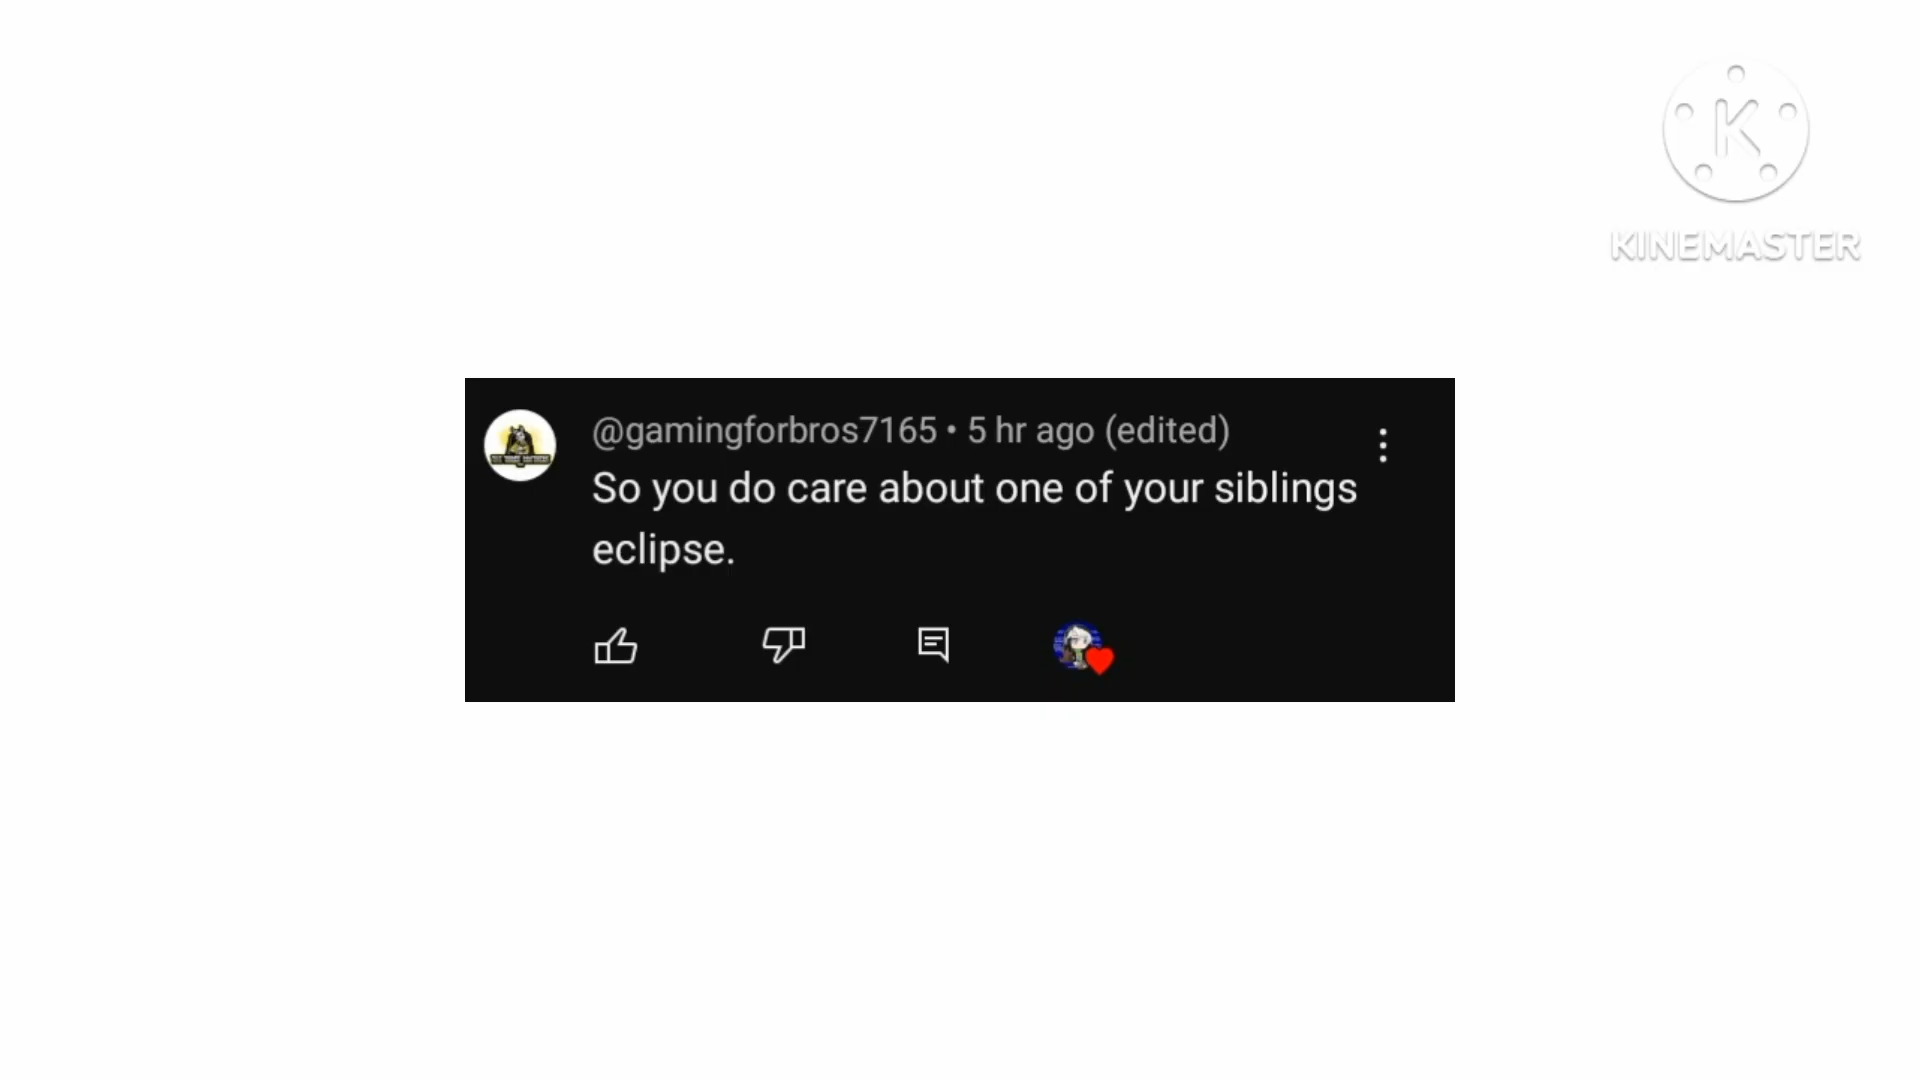 K
KINEMASTER
@gamingforbros7165 • 5 hr ago (edited)
So you do care about one of your siblings
eclipse.